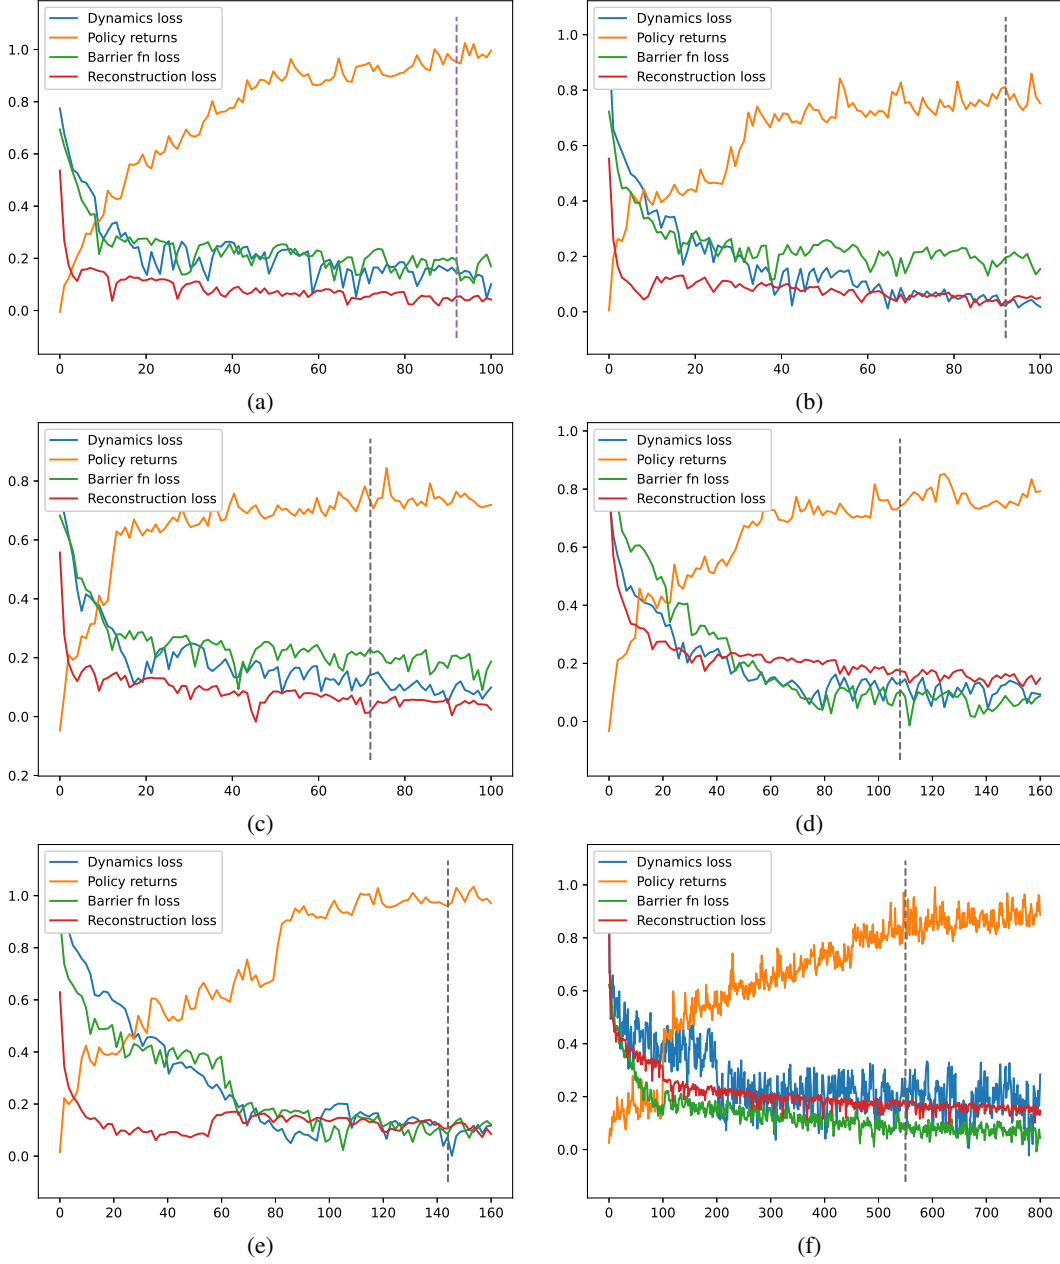 Dynamics loss
Policy returns
Barrier fn loss
Reconstruction loss
1.0
0.8
0.6
0.4
0.2
0.0
0 20 40 60 80 100
(a)
Dynamics loss
Policy returns
Barrier fn loss
Reconstruction loss
1.0
0.8
0.6
0.4
0.2
0.0
0 20 40 60 80 100
(b)
Dynamics loss
Policy returns
Barrier fn loss
Reconstruction loss
0.8
0.6
0.4
0.2
0.0
0.2
0 20 40 60 80 100
(c)
1.0
Dynamics loss
Policy returns
Barrier fn loss
Reconstruction loss
0.8
0.6
0.4
0.2
0.0
0 20 40 60 80 100 120 140 160
(d)
Dynamics loss
Policy returns
Barrier fn loss
Reconstruction loss
1.0
0.8
0.6
0.4
0.2
0.0
0 20 40 60 80 100 120 140 160
(e)
Dynamics loss
Policy returns
Barrier fn loss
Reconstruction loss
1.0
0.8
0.6
0.4
0.2
0.0
0 100 200 300 400 500 600 700 800
(f)